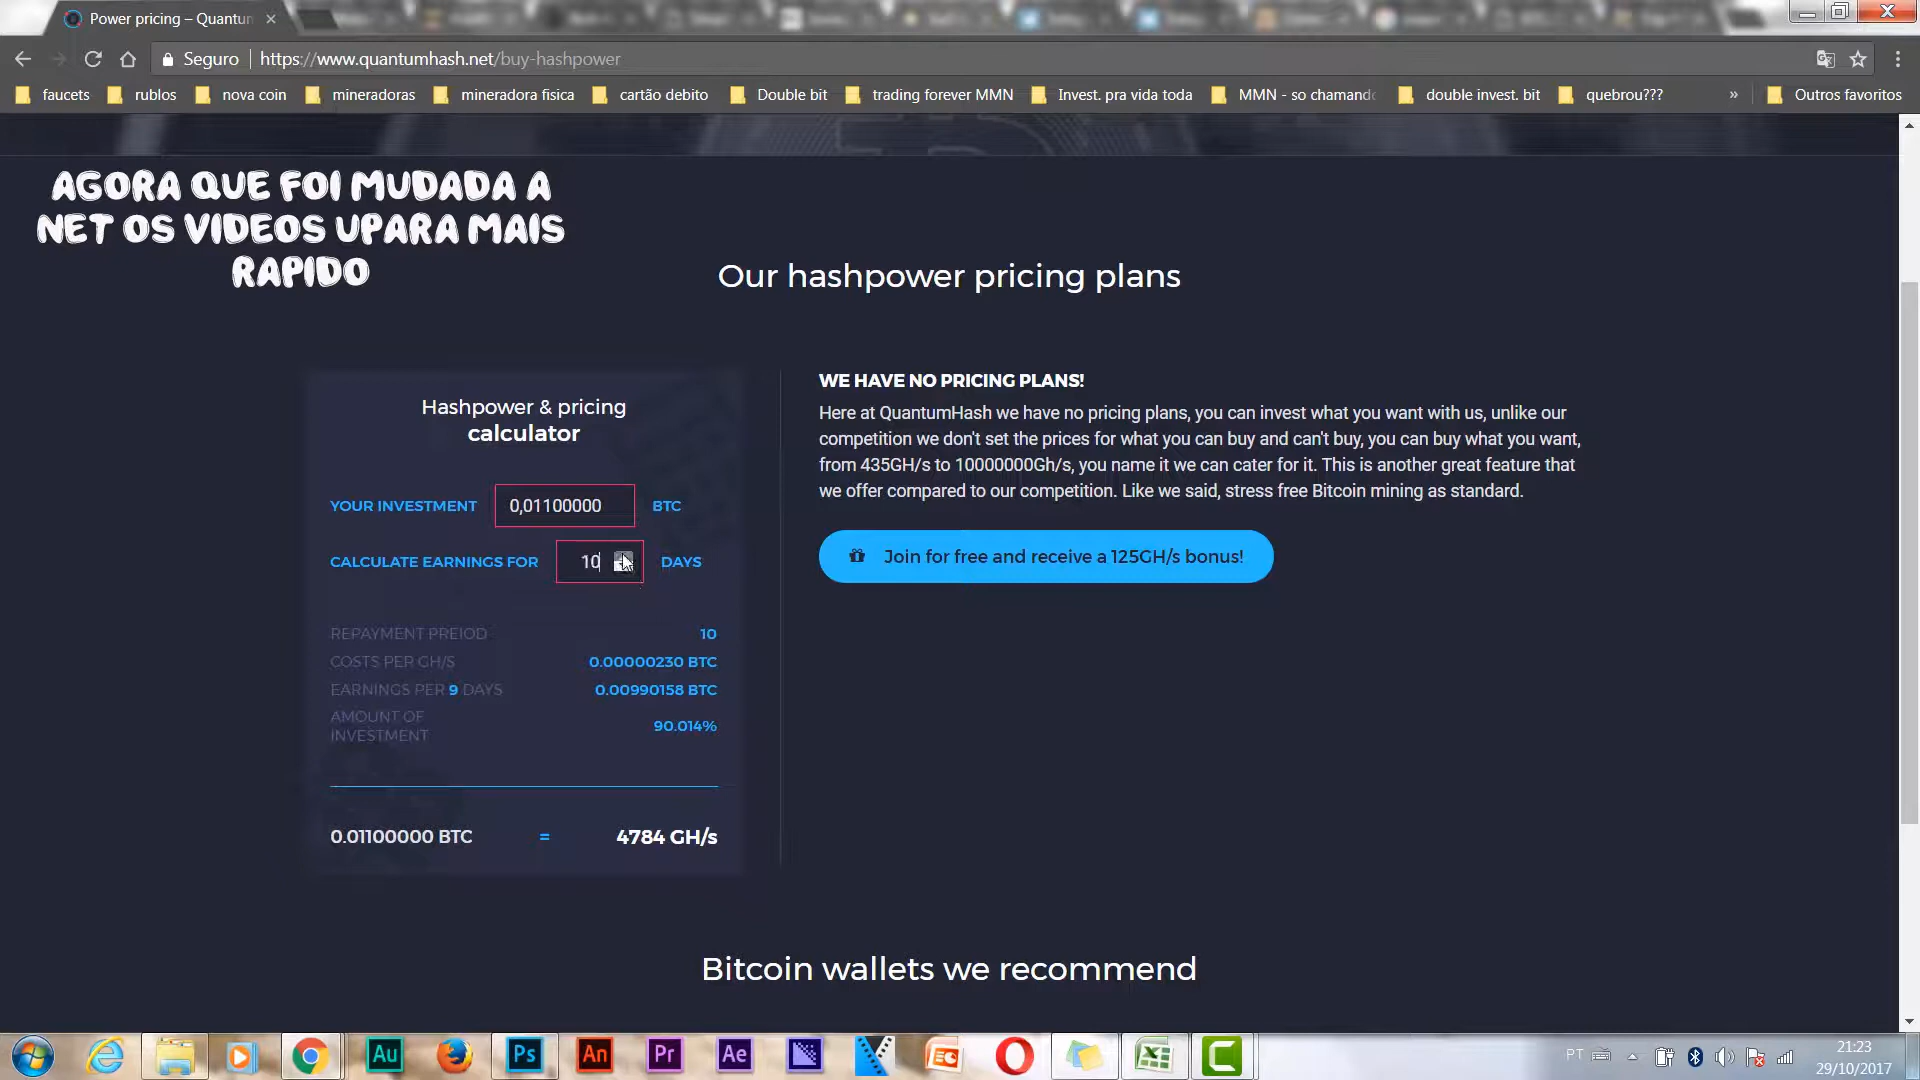 Power pricing – Quantun
Seguro
https://www.quantumhash.net/buy-hashpower
faucets
rublos
nova coin
mineradoras
mineradora fisica
cartão debito
Double bit
trading forever MMN
Invest. pra vida toda
MMN - so chamand
double invest. bit
quebrou???
»
Outros favoritos
AGORA QUE FOI MUDADA A
NET OS VIDEOS UPARA MAIS
RAPIDO
Our hashpower pricing plans
Hashpower & pricing
calculator
YOUR INVESTMENT 0,01100000 BTC
CALCULATE EARNINGS FOR 10 DAYS
REPAYMENT PREIOD 10
COSTS PER GH/S 0.00000230 BTC
EARNINGS PER 9 DAYS 0.00990158 BTC
AMOUNT OF
INVESTMENT
90.014%
0.01100000 BTC = 4784 GH/s
WE HAVE NO PRICING PLANS!
Here at QuantumHash we have no pricing plans, you can invest what you want with us, unlike our
competition we don't set the prices for what you can buy and can't buy, you can buy what you want,
from 435GH/s to 10000000Gh/s, you name it we can cater for it. This is another great feature that
we offer compared to our competition. Like we said, stress free Bitcoin mining as standard.
Join for free and receive a 125GH/s bonus!
Bitcoin wallets we recommend
Au
Ps
An
Pr
Ae
PT
21:23
29/10/2017